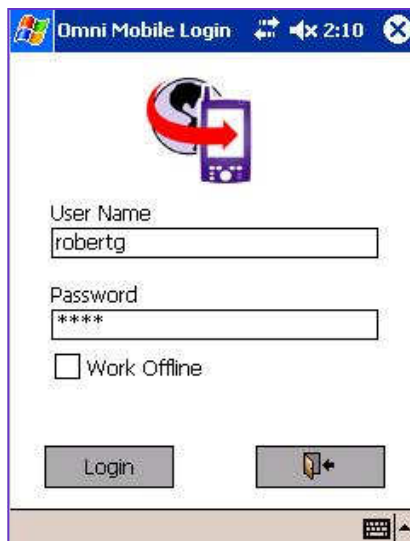 Omni Mobile Login 2:10
User Name
robertg
Password
****
Work Offline
Login